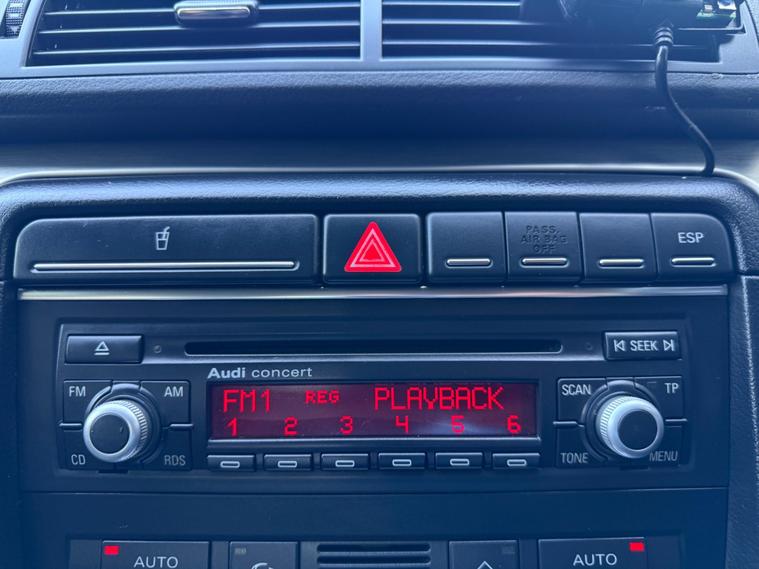 Audi
PASS.
AIR BAG
OFF
ESP
SEEK
Audi concert
FM AM
SCAN TP
FM1 REG PLAYBACK
1 2 3 4 5 6
CD RDS
TONE MENU
AUTO AUTO